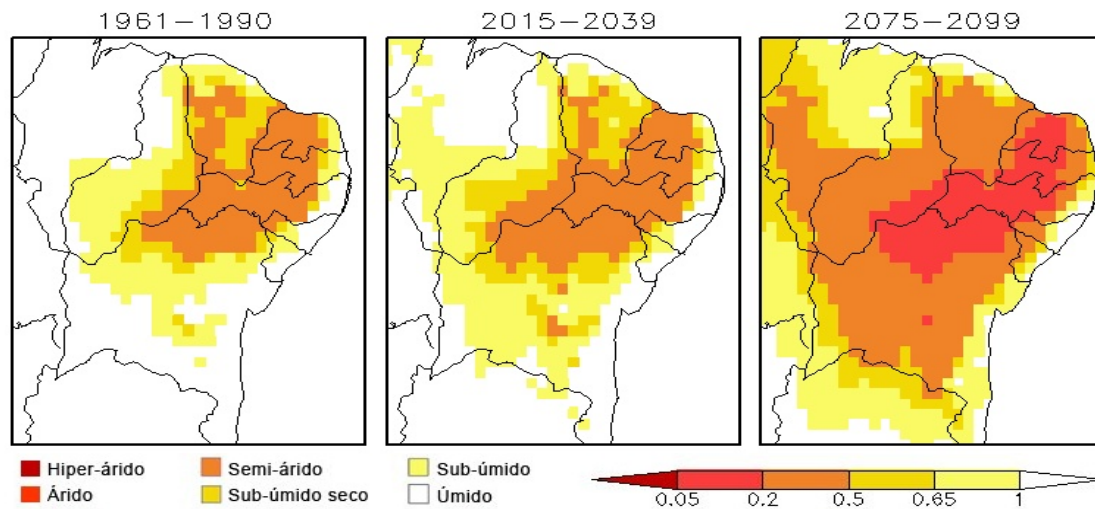 1961−1990 2015−2039 2075−2099
Hiper-árido Semi-árido Sub-úmido
Árido Sub-úmido seco Úmido
0.05 0.2 0.5 0.65 1